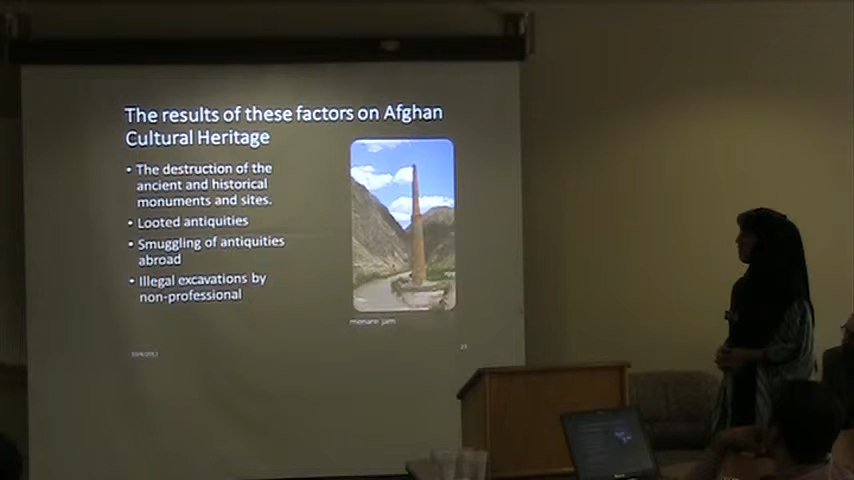 The results of these factors on Afghan
Cultural Heritage
• The destruction of the
ancient and historical
monuments and sites.
• Looted antiquities
• Smuggling of antiquities
abroad
• Illegal excavations by
non-professional
menare jam